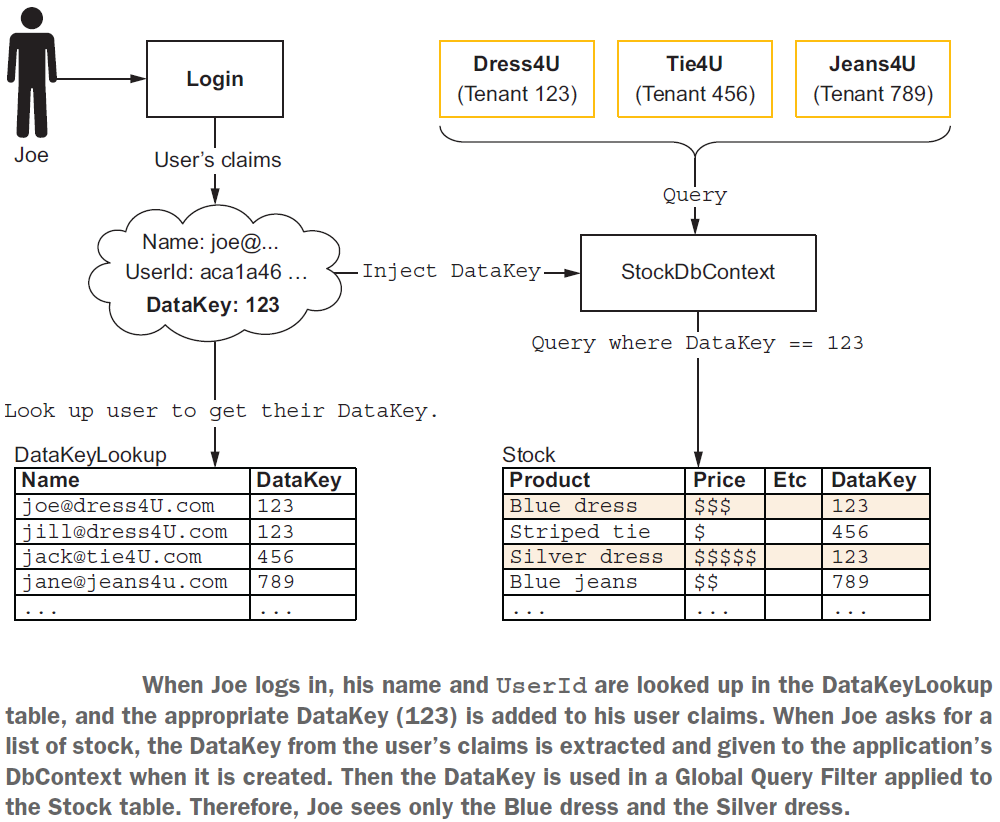 Login
Joe
User's claims
Name: joe@...
UserId: aca1a46 ...
DataKey: 123
Look up user to get their DataKey.
Inject DataKey
Dress4U
(Tenant 123)
Tie4U
(Tenant 456)
Jeans4U
(Tenant 789)
Query
StockDbContext
Query where DataKey == 123
DataKeyLookup
Name DataKey
joe@dress4U.com 123
jill@dress4U.com 123
jack@tie4U.com 456
jane@jeans4u.com 789
... ...
Stock
Product Price Etc DataKey
Blue dress $$$ 123
Striped tie $ 456
Silver dress $$$$$ 123
Blue jeans $$ 789
... ... ...
When Joe logs in, his name and UserId are looked up in the DataKeyLookup
table, and the appropriate DataKey (123) is added to his user claims. When Joe asks for a
list of stock, the DataKey from the user's claims is extracted and given to the application's
DbContext when it is created. Then the DataKey is used in a Global Query Filter applied to
the Stock table. Therefore, Joe sees only the Blue dress and the Silver dress.